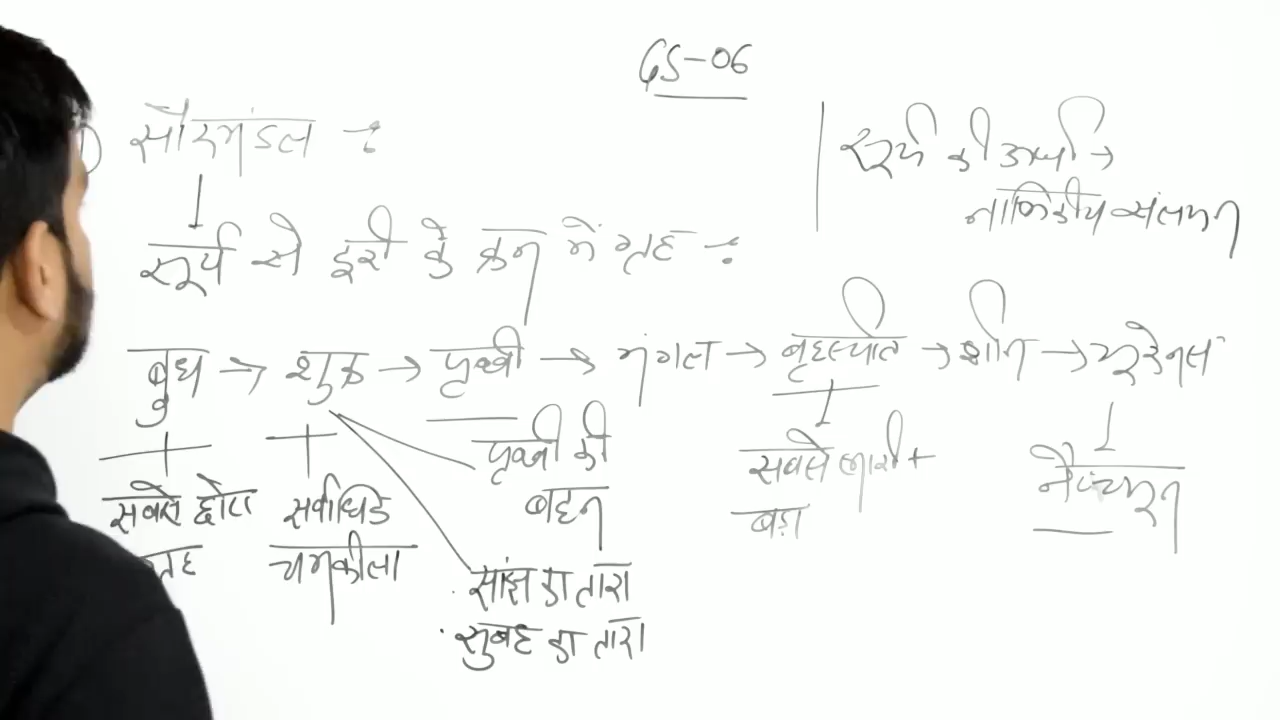 GS-06
) सौरमंडल -:
सूर्य की ऊर्जा →
नाभिकीय संलयन
सूर्य से दूरी के क्रम में ग्रह -:
बुध → शुक्र → पृथ्वी → मंगल → बृहस्पति → शनि → यूरेनस
पृथ्वी की
बहन
सबसे भारी +
बड़ा
नेपच्यून
सबसे छोटा
सर्वाधिक
चमकीला
सांझ का तारा
सुबह का तारा